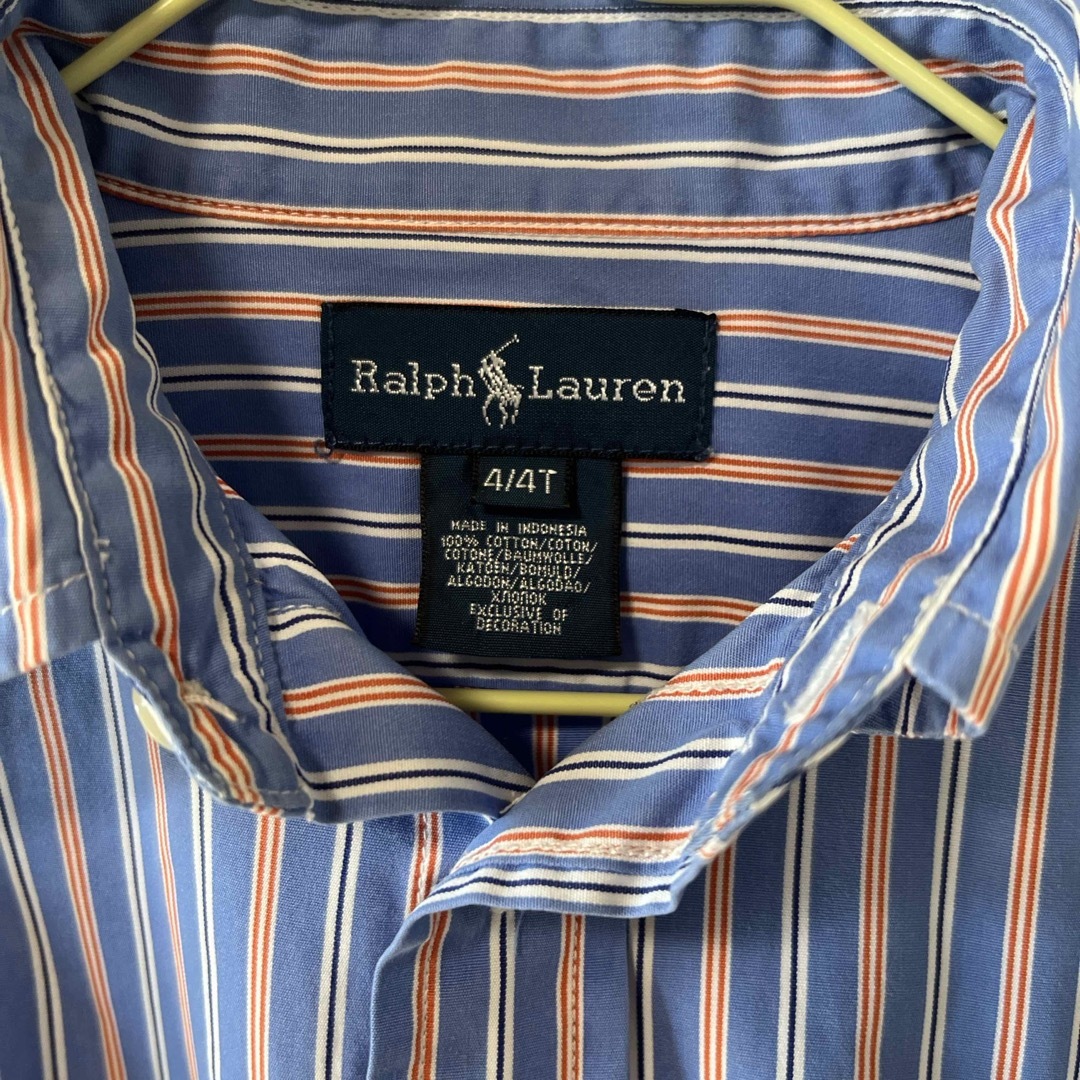 Ralph Lauren
4/4T
MADE IN INDONESIA
100% COTTON/COTON/
COTONE/BAUMWOLLE/
KATOEN/BOMULD/
ALGODON/ALGODAO/
ХЛОПОК
EXCLUSIVE OF
DECORATION